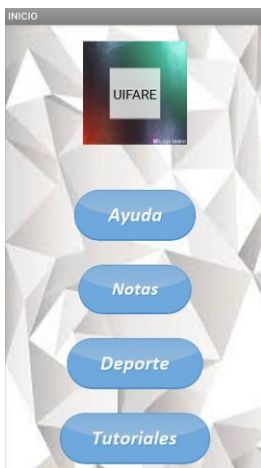 INICIO
UIFARE
Logo Maker
Ayuda
Notas
Deporte
Tutoriales